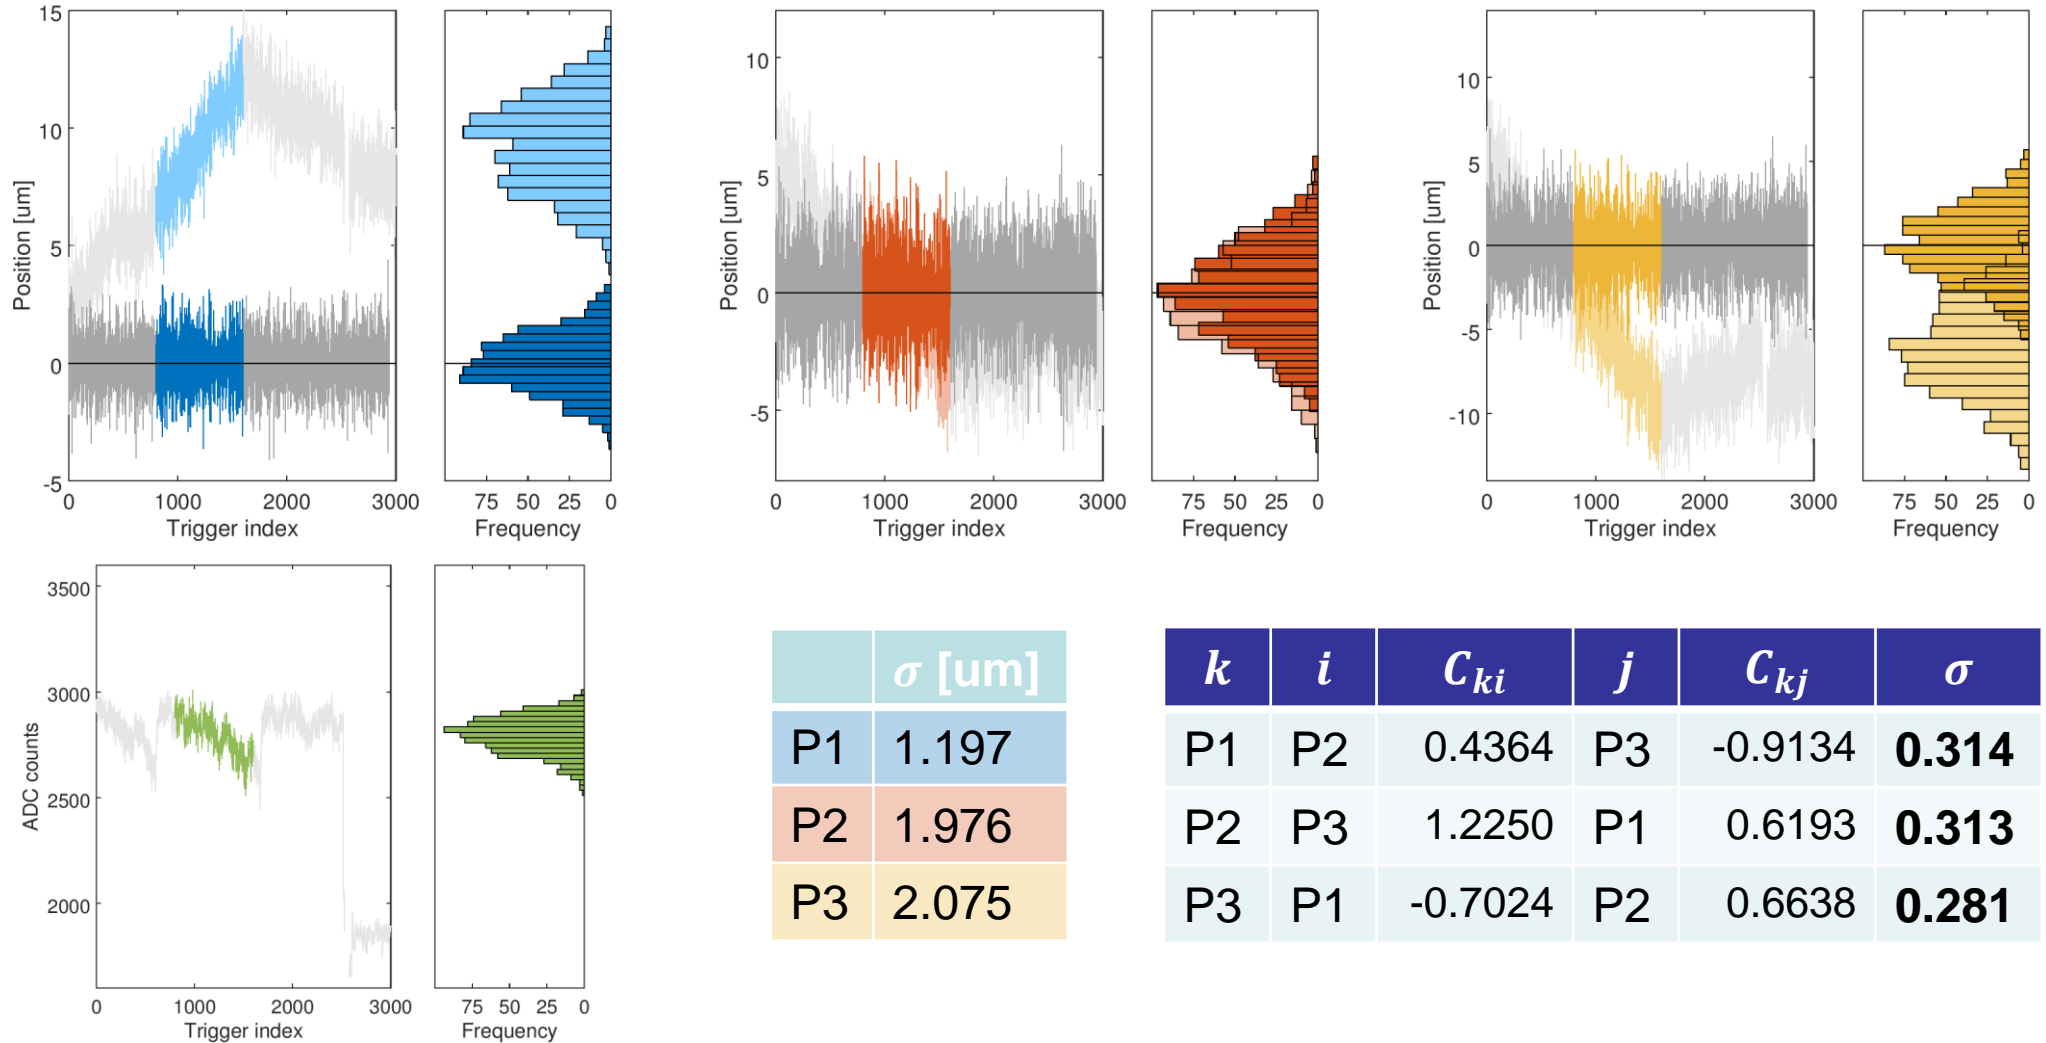 15
10
5
0
-5
Position [um]
0
1000
2000
3000
Trigger index
75
50
25
0
Frequency
10
5
0
-5
Position [um]
0
1000
2000
3000
Trigger index
75
50
25
0
Frequency
10
5
0
-5
-10
Position [um]
0
1000
2000
3000
Trigger index
75
50
25
0
Frequency
3500
3000
2500
2000
ADC counts
0
1000
2000
3000
Trigger index
75
50
25
0
Frequency
σ [um]
P1 1.197
P2 1.976
P3 2.075
k i C_ki j C_kj σ
P1 P2 0.4364 P3 -0.9134 0.314
P2 P3 1.2250 P1 0.6193 0.313
P3 P1 -0.7024 P2 0.6638 0.281